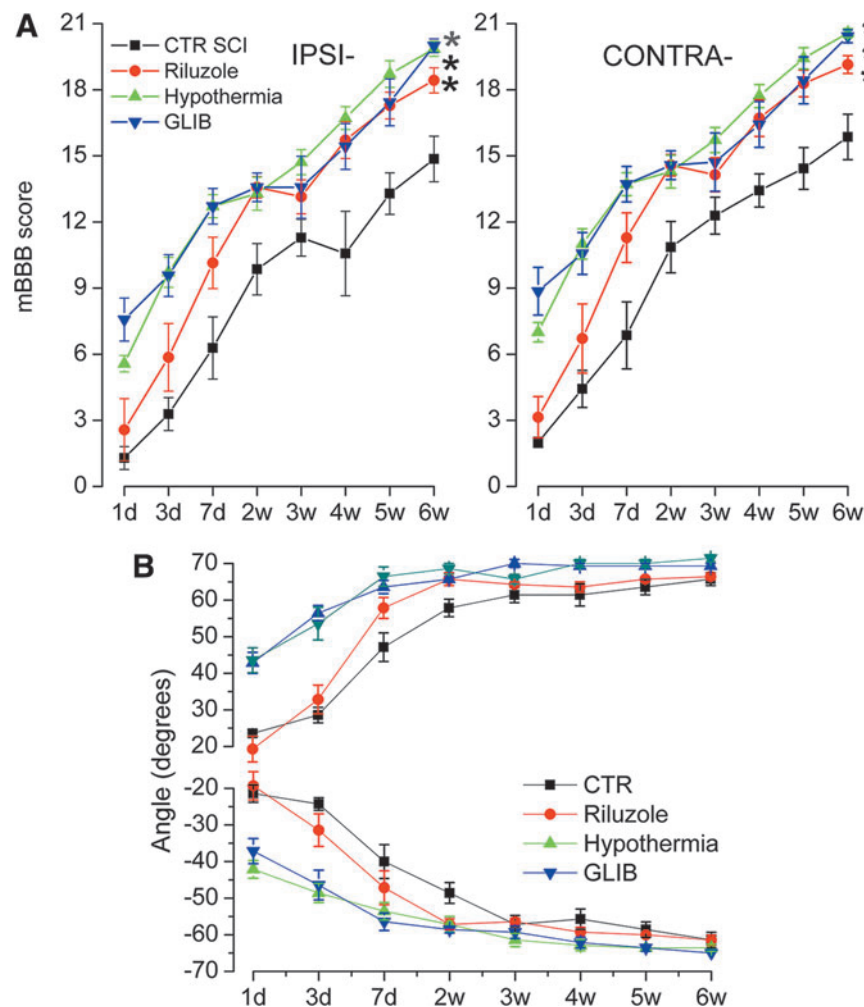 A
mBBB score
21
18
15
12
9
6
3
0
CTR SCI
Riluzole
Hypothermia
GLIB
IPSI-
*
*
*
1d 3d 7d 2w 3w 4w 5w 6w
21
18
15
12
9
6
3
0
CONTRA-
1d 3d 7d 2w 3w 4w 5w 6w
B
Angle (degrees)
70
60
50
40
30
20
-20
-30
-40
-50
-60
-70
CTR
Riluzole
Hypothermia
GLIB
1d 3d 7d 2w 3w 4w 5w 6w